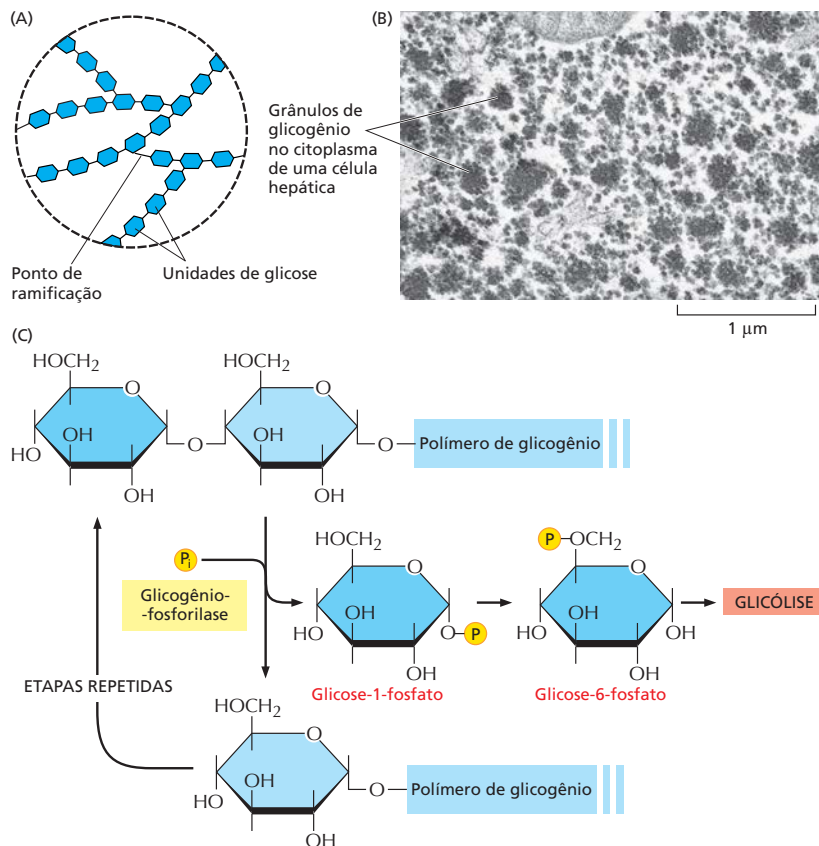 (A)
(B)
Grânulos de
glicogênio
no citoplasma
de uma célula
hepática
Ponto de
ramificação
Unidades de glicose
1 µm
(C)
HOCH2
O
OH
HO
OH
O
HOCH2
O
OH
OH
O
Polímero de glicogênio
Pi
Glicogênio-
-fosforilase
HOCH2
O
OH
HO
O
P
OH
Glicose-1-fosfato
P
OCH2
O
OH
HO
OH
OH
Glicose-6-fosfato
GLICÓLISE
ETAPAS REPETIDAS
HOCH2
O
OH
HO
OH
O
Polímero de glicogênio